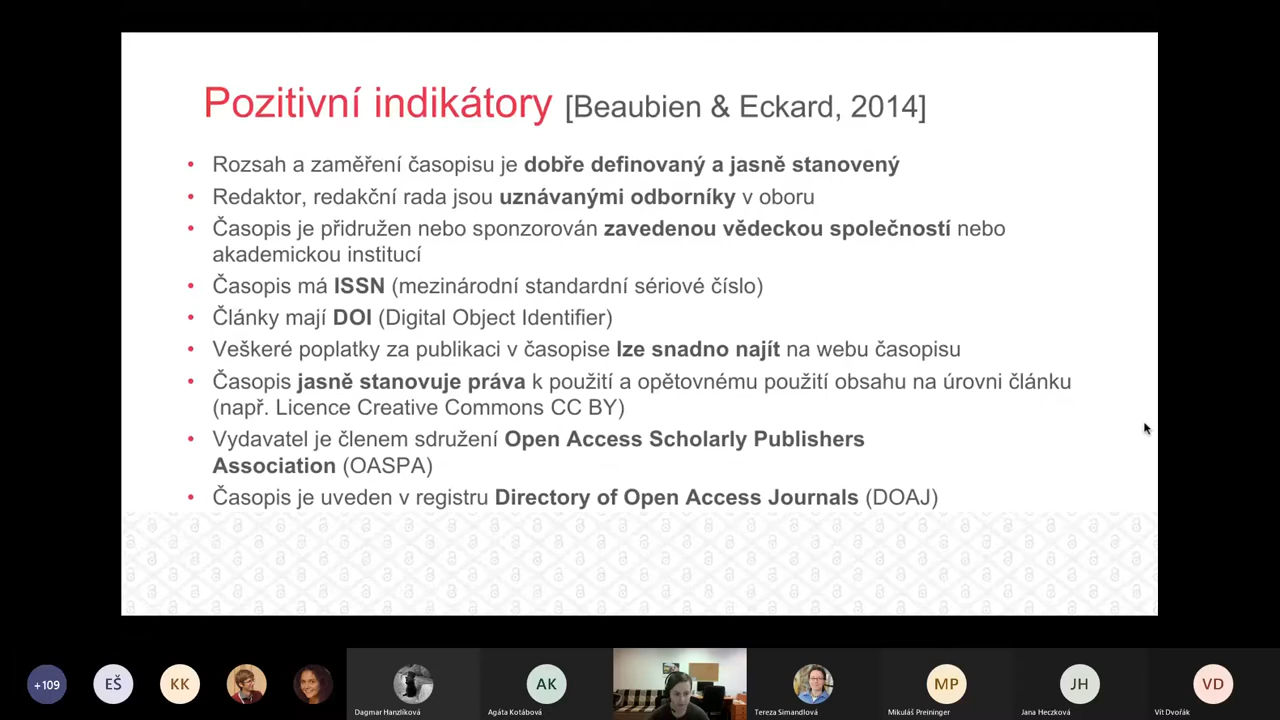 Pozitivní indikátory [Beaubien & Eckard, 2014]
• Rozsah a zaměření časopisu je dobře definovaný a jasně stanovený
• Redaktor, redakční rada jsou uznávanými odborníky v oboru
• Časopis je přidružen nebo sponzorován zavedenou vědeckou společností nebo
akademickou institucí
• Časopis má ISSN (mezinárodní standardní sériové číslo)
• Články mají DOI (Digital Object Identifier)
• Veškeré poplatky za publikaci v časopise lze snadno najít na webu časopisu
• Časopis jasně stanovuje práva k použití a opětovnému použití obsahu na úrovni článku
(např. Licence Creative Commons CC BY)
• Vydavatel je členem sdružení Open Access Scholarly Publishers
Association (OASPA)
• Časopis je uveden v registru Directory of Open Access Journals (DOAJ)
+109 EŠ KK AK MP JH VD
Dagmar Hanzlíková Agáta Kotábová Tereza Simandlová Mikuláš Preininger Jana Heczková Vít Dvořák